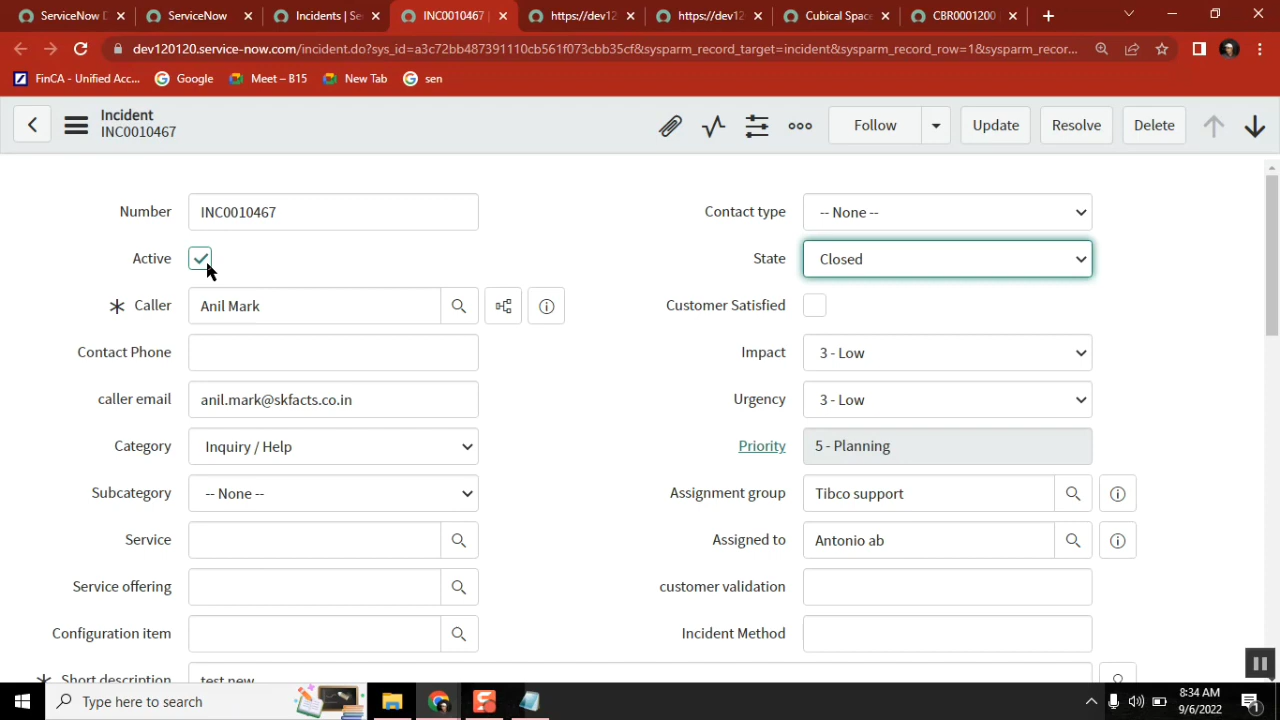 ServiceNow D
ServiceNow
Incidents | Se
INC0010467 |
https://dev12
https://dev12
Cubical Space
CBR0001200
dev120120.service-now.com/incident.do?sys_id=a3c72bb487391110cb561f073cbb35cf&sysparm_record_target=incident&sysparm_record_row=1&sysparm_recor...
FinCA - Unified Acc...
Google
Meet – B15
New Tab
sen
Incident
INC0010467
Follow
Update
Resolve
Delete
Number
INC0010467
Contact type
-- None --
Active
State
Closed
Caller
Anil Mark
Customer Satisfied
Contact Phone
Impact
3 - Low
caller email
anil.mark@skfacts.co.in
Urgency
3 - Low
Category
Inquiry / Help
Priority
5 - Planning
Subcategory
-- None --
Assignment group
Tibco support
Service
Assigned to
Antonio ab
Service offering
customer validation
Configuration item
Incident Method
Short description
test new
Type here to search
8:34 AM
9/6/2022
1